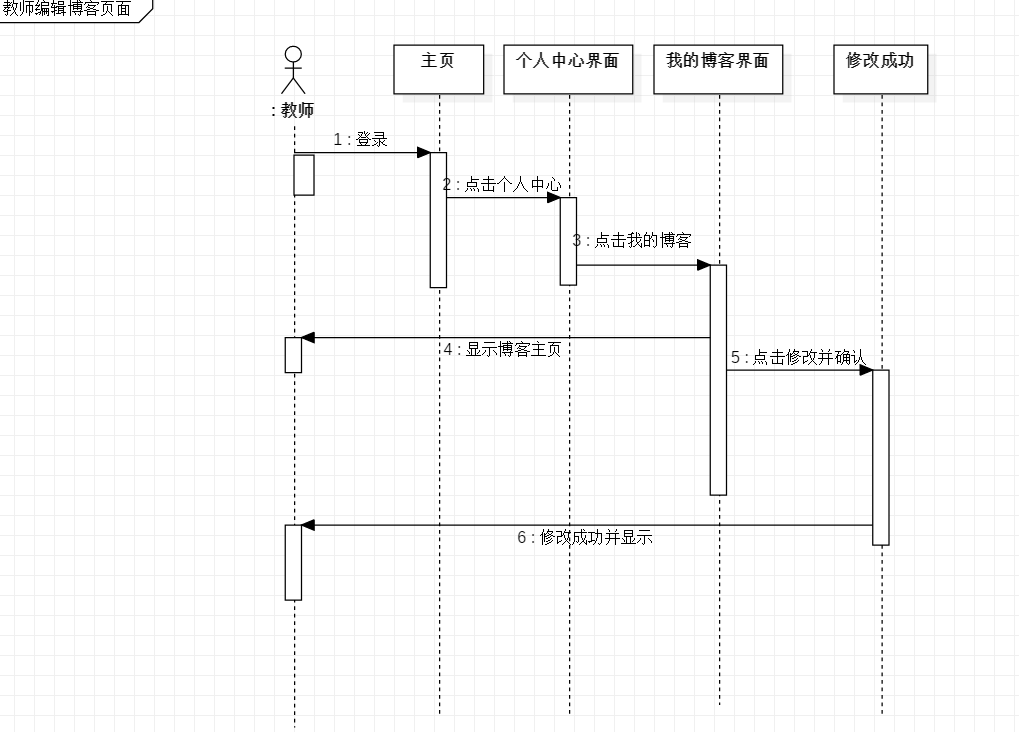 教师编辑博客页面
主页
个人中心界面
我的博客界面
修改成功
: 教师
1 : 登录
2 : 点击个人中心
3 : 点击我的博客
4 : 显示博客主页
5 : 点击修改并确认
6 : 修改成功并显示